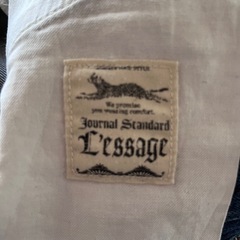 We promise
you wearing comfort.
Journal Standard
L'essage